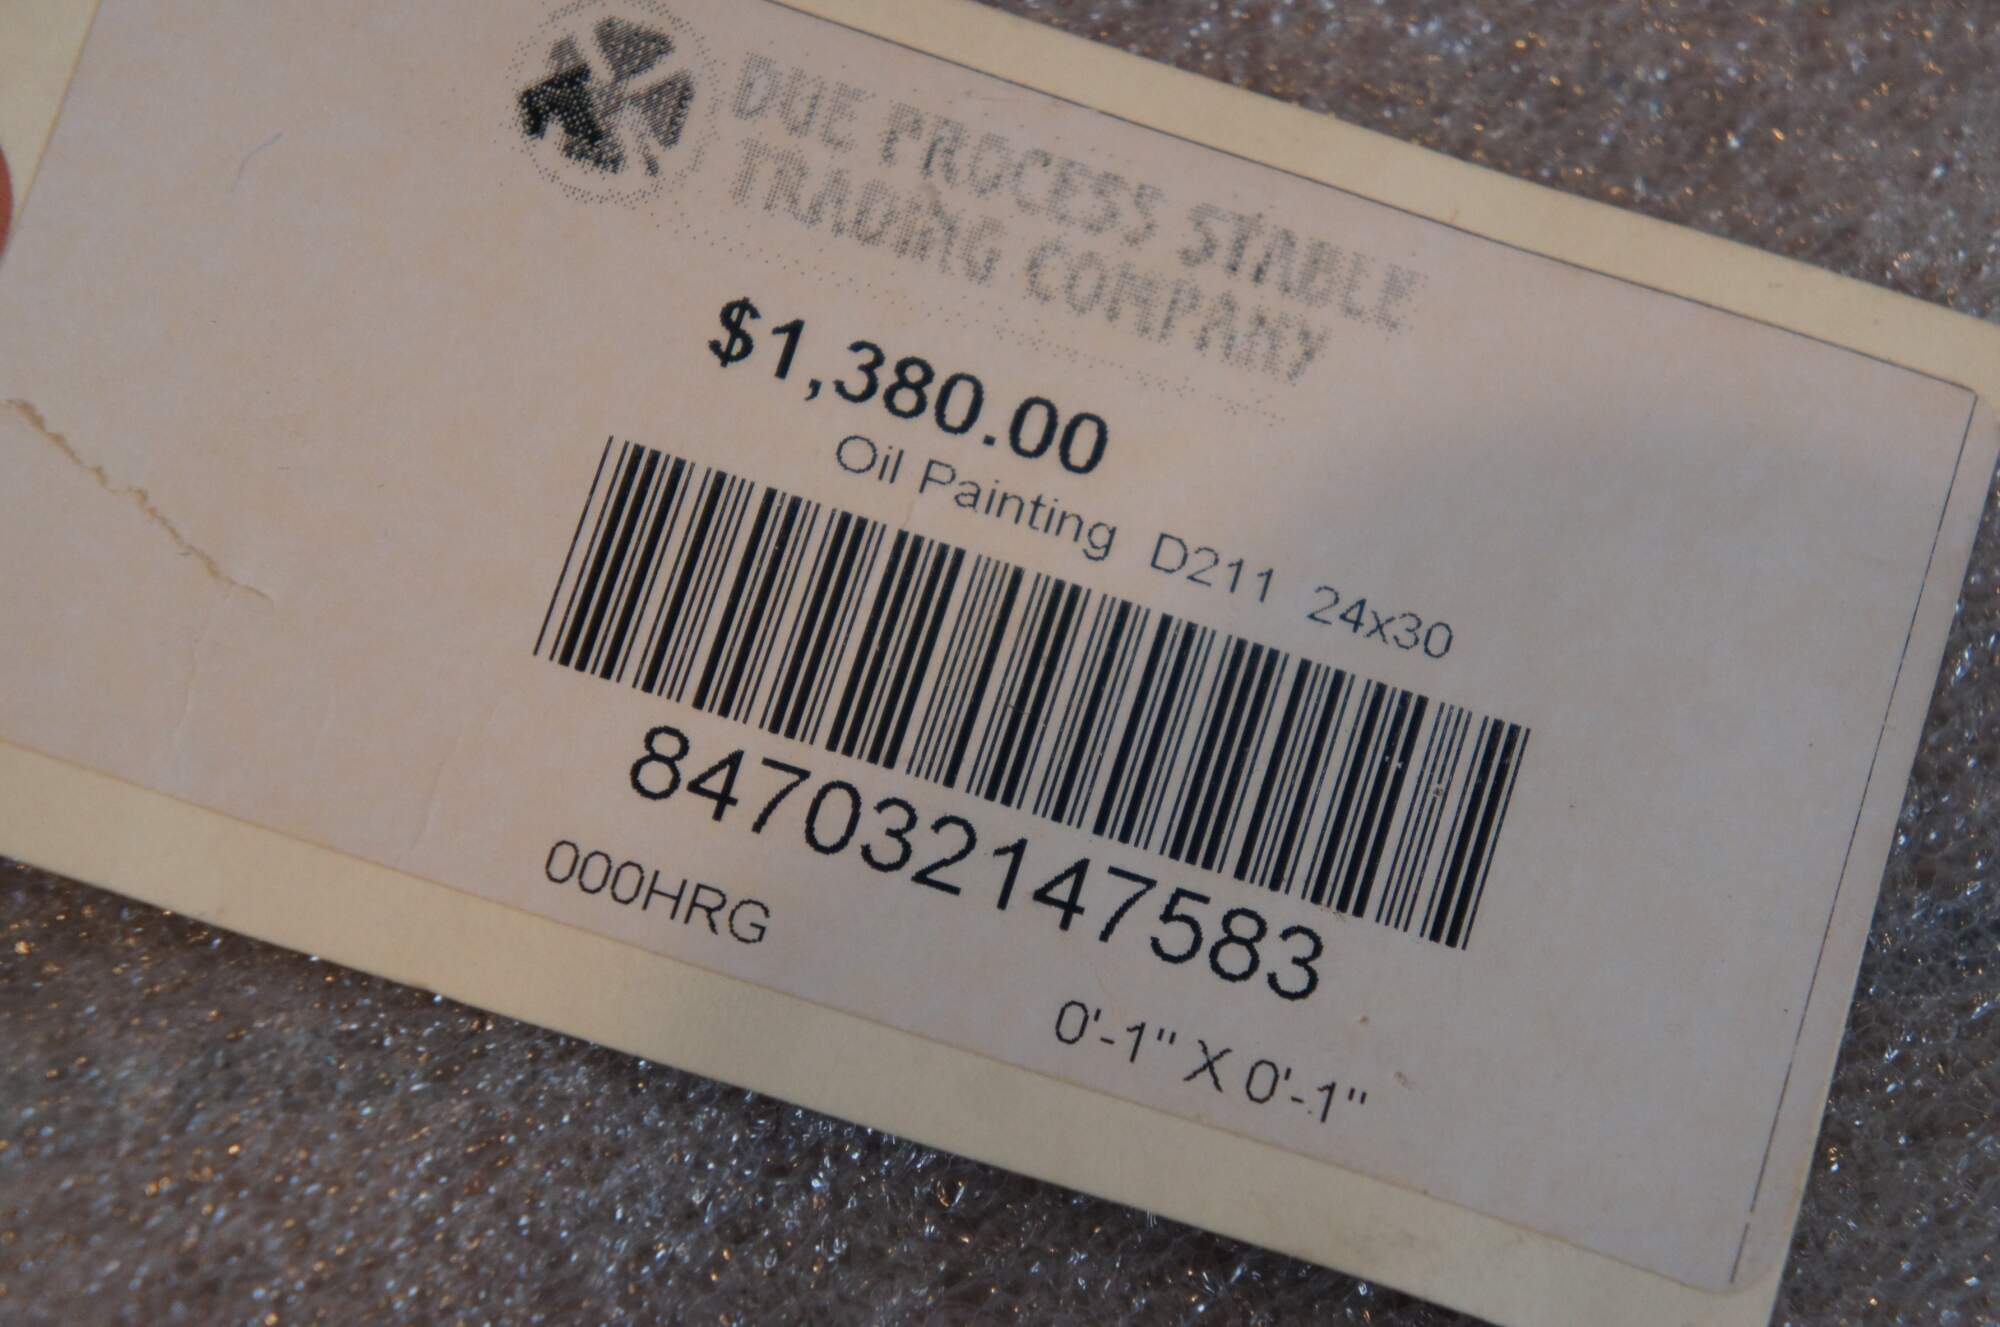 DUE PROCESS STABLE
TRADING COMPANY
$1,380.00
Oil Painting D211 24x30
847032147583
000HRG
0'-1" X 0'-1"